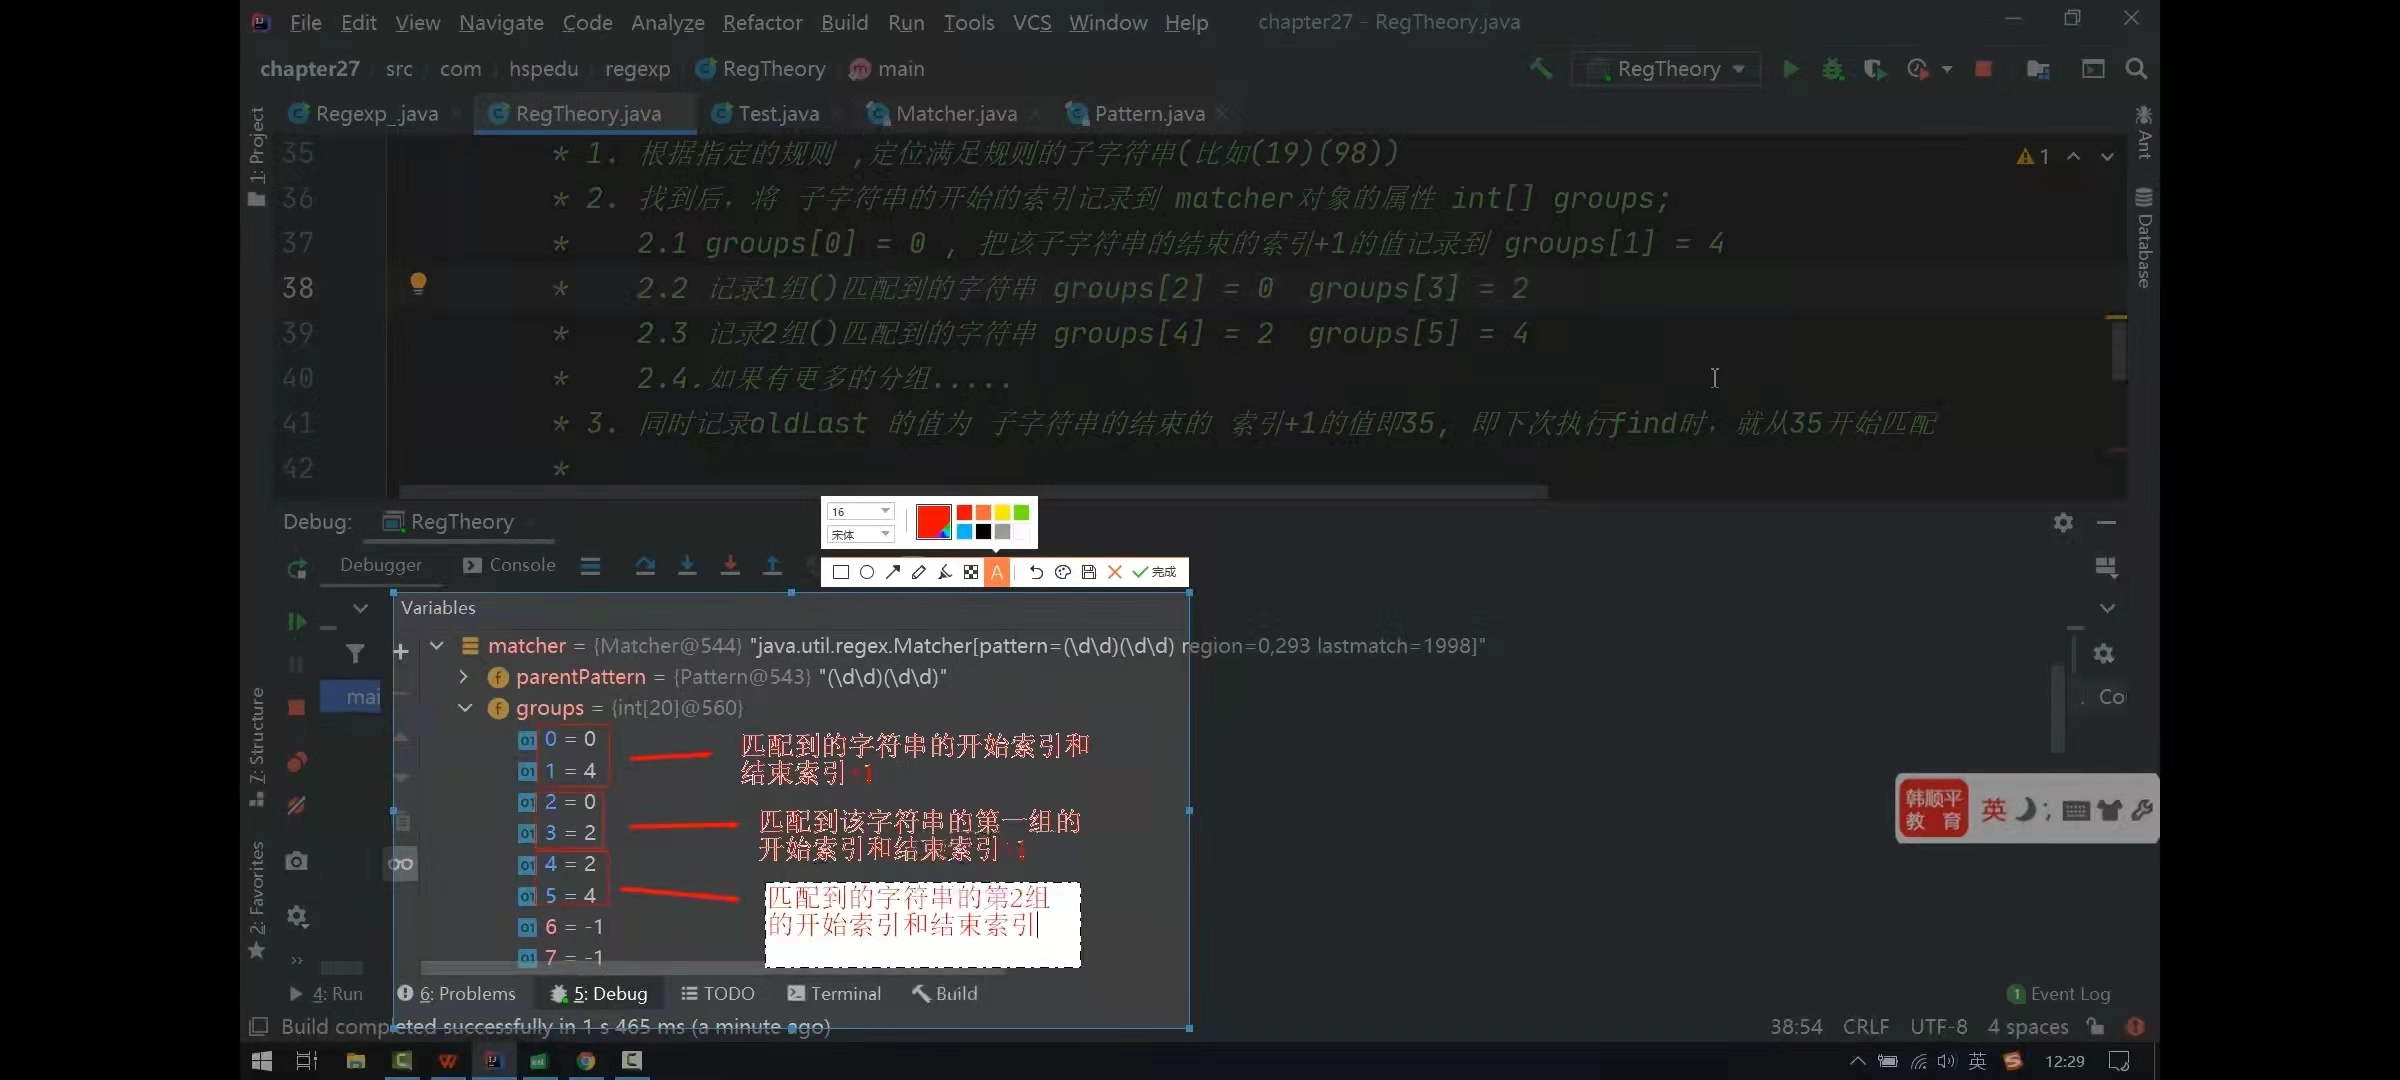 File Edit View Navigate Code Analyze Refactor Build Run Tools VCS Window Help chapter27 - RegTheory.java
chapter27 src com hspedu regexp RegTheory main RegTheory
Regexp_.java RegTheory.java Test.java Matcher.java Pattern.java
1: Project
Ant
Database
1
35 * 1. 根据指定的规则 ,定位满足规则的子字符串(比如(19)(98))
36 * 2. 找到后，将 子字符串的开始的索引记录到 matcher对象的属性 int[] groups;
37 * 2.1 groups[0] = 0 , 把该子字符串的结束的索引+1的值记录到 groups[1] = 4
38 * 2.2 记录1组()匹配到的字符串 groups[2] = 0 groups[3] = 2
39 * 2.3 记录2组()匹配到的字符串 groups[4] = 2 groups[5] = 4
40 * 2.4.如果有更多的分组.....
41 * 3. 同时记录oldLast 的值为 子字符串的结束的 索引+1的值即35, 即下次执行find时，就从35开始匹配
42 *
16
宋体
Debug: RegTheory
Debugger Console
A 完成
Variables
matcher = {Matcher@544} "java.util.regex.Matcher[pattern=(\d\d)(\d\d) region=0,293 lastmatch=1998]"
parentPattern = {Pattern@543} "(\d\d)(\d\d)"
groups = {int[20]@560}
mai
Co
0 = 0
1 = 4
2 = 0
3 = 2
4 = 2
5 = 4
6 = -1
7 = -1
匹配到的字符串的开始索引和
结束索引+1
匹配到该字符串的第一组的
开始索引和结束索引+1
匹配到的字符串的第2组
的开始索引和结束索引
7: Structure
2: Favorites
韩顺平
教育
英
4: Run 6: Problems 5: Debug TODO Terminal Build 1 Event Log
Build completed successfully in 1 s 465 ms (a minute ago) 38:54 CRLF UTF-8 4 spaces
英 12:29